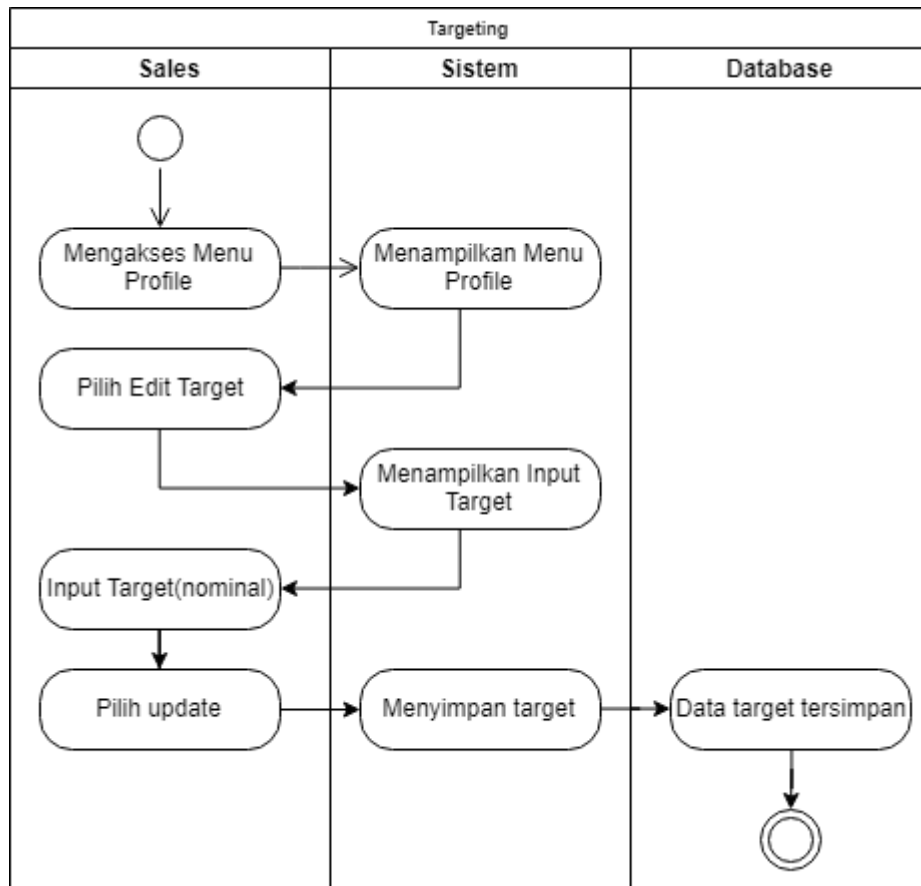 Targeting
Sales
Sistem
Database
Mengakses Menu
Profile
Menampilkan Menu
Profile
Pilih Edit Target
Menampilkan Input
Target
Input Target(nominal)
Pilih update
Menyimpan target
Data target tersimpan